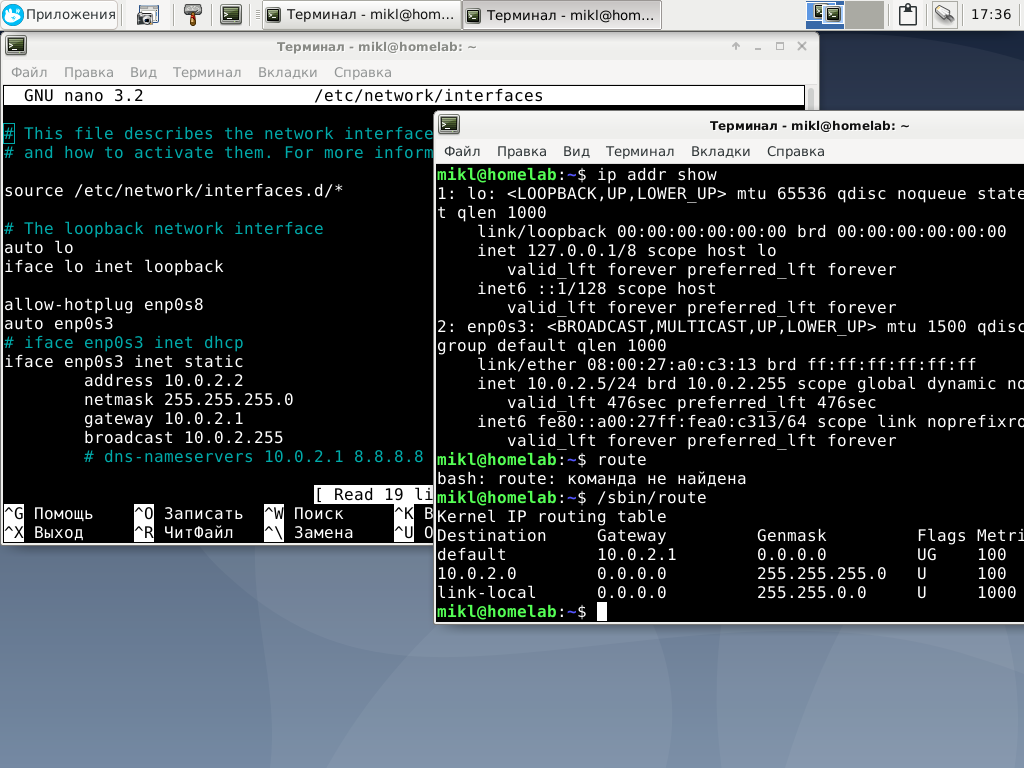 Приложения
Терминал - mikl@hom...
Терминал - mikl@hom...
17:36
Терминал - mikl@homelab: ~
Файл Правка Вид Терминал Вкладки Справка
GNU nano 3.2 /etc/network/interfaces
# This file describes the network interface
# and how to activate them. For more inform
source /etc/network/interfaces.d/*
# The loopback network interface
auto lo
iface lo inet loopback
allow-hotplug enp0s8
auto enp0s3
# iface enp0s3 inet dhcp
iface enp0s3 inet static
address 10.0.2.2
netmask 255.255.255.0
gateway 10.0.2.1
broadcast 10.0.2.255
# dns-nameservers 10.0.2.1 8.8.8.8
[ Read 19 li
^G Помощь ^O Записать ^W Поиск ^K В
^X Выход ^R ЧитФайл ^\ Замена ^U О
Терминал - mikl@homelab: ~
Файл Правка Вид Терминал Вкладки Справка
mikl@homelab:~$ ip addr show
1: lo: <LOOPBACK,UP,LOWER_UP> mtu 65536 qdisc noqueue state
t qlen 1000
link/loopback 00:00:00:00:00:00 brd 00:00:00:00:00:00
inet 127.0.0.1/8 scope host lo
valid_lft forever preferred_lft forever
inet6 ::1/128 scope host
valid_lft forever preferred_lft forever
2: enp0s3: <BROADCAST,MULTICAST,UP,LOWER_UP> mtu 1500 qdisc
group default qlen 1000
link/ether 08:00:27:a0:c3:13 brd ff:ff:ff:ff:ff:ff
inet 10.0.2.5/24 brd 10.0.2.255 scope global dynamic no
valid_lft 476sec preferred_lft 476sec
inet6 fe80::a00:27ff:fea0:c313/64 scope link noprefixro
valid_lft forever preferred_lft forever
mikl@homelab:~$ route
bash: route: команда не найдена
mikl@homelab:~$ /sbin/route
Kernel IP routing table
Destination Gateway Genmask Flags Metri
default 10.0.2.1 0.0.0.0 UG 100
10.0.2.0 0.0.0.0 255.255.255.0 U 100
link-local 0.0.0.0 255.255.0.0 U 1000
mikl@homelab:~$